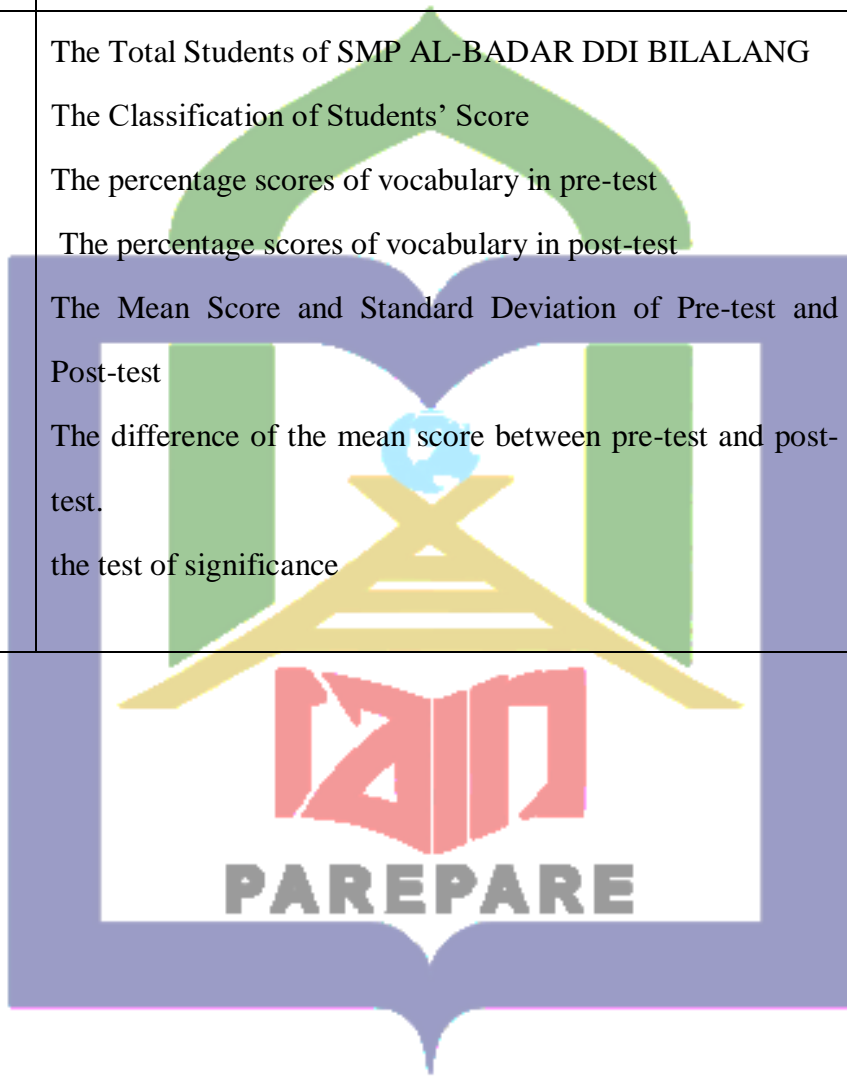 The Total Students of SMP AL-BADAR DDI BILALANG
The Classification of Students’ Score
The percentage scores of vocabulary in pre-test
The percentage scores of vocabulary in post-test
The Mean Score and Standard Deviation of Pre-test and
Post-test
The difference of the mean score between pre-test and post-
test.
the test of significance
iain
PAREPARE